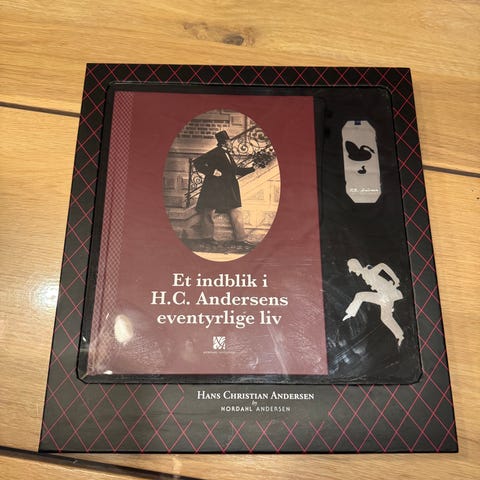 Et indblik i
H.C. Andersens
eventyrlige liv
HANS CHRISTIAN ANDERSEN
by
NORDAHL ANDERSEN